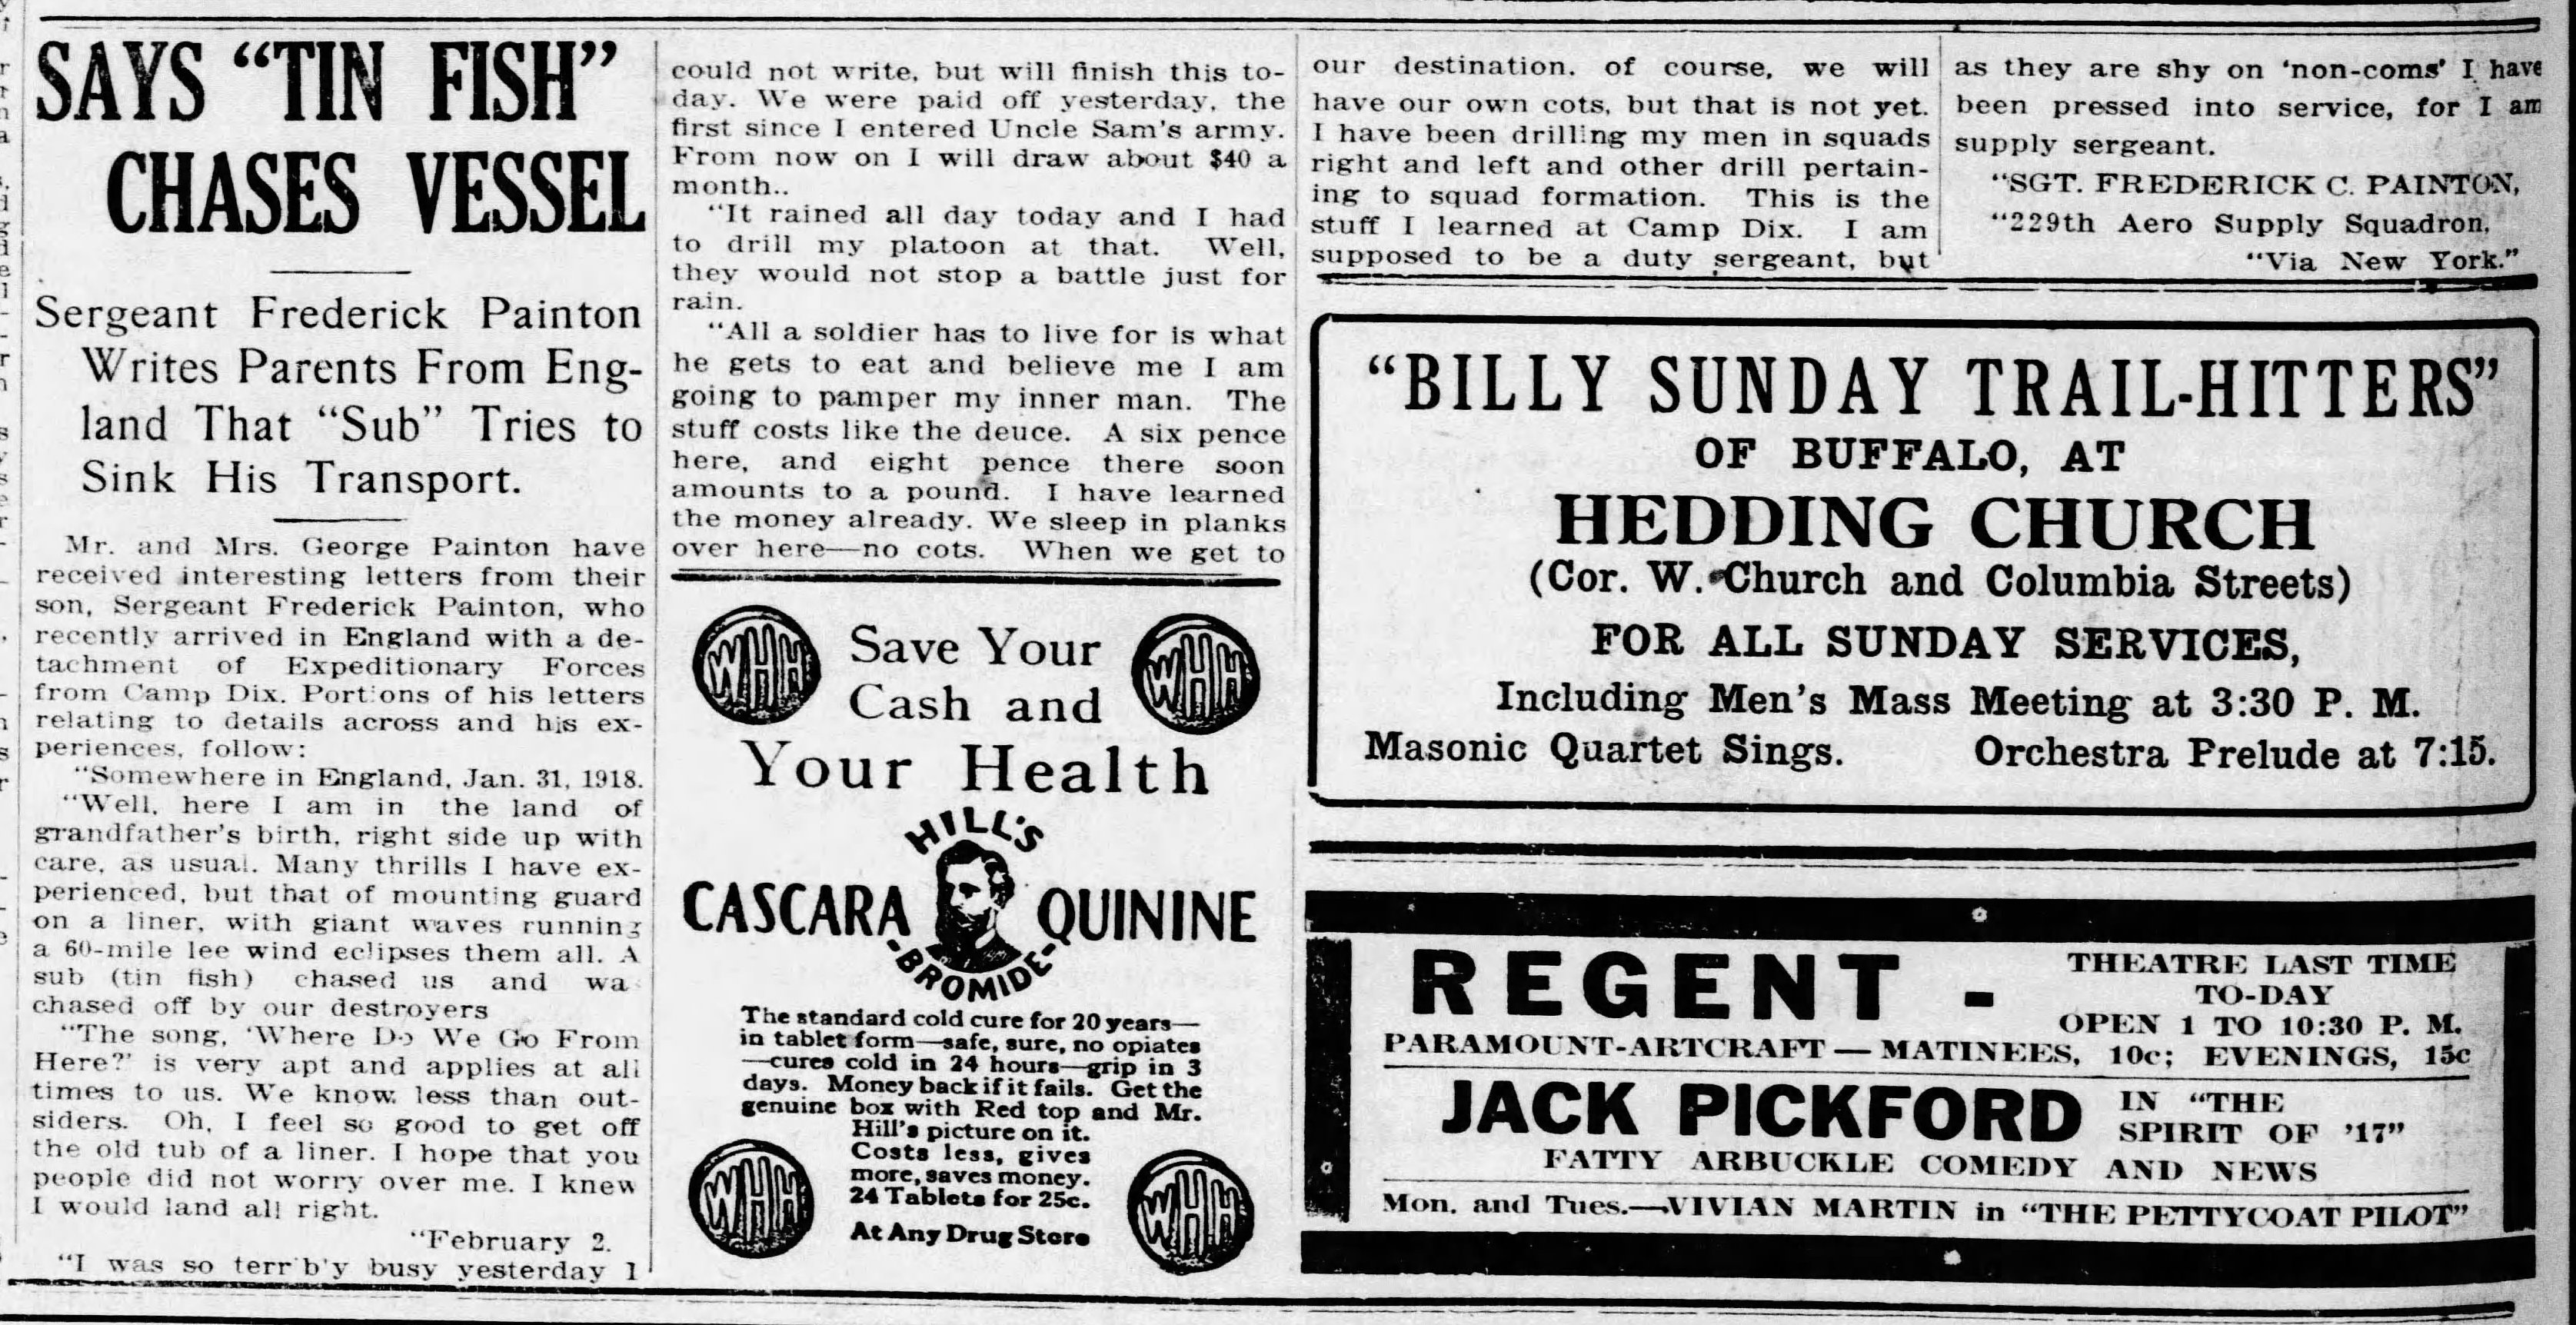 SAYS "TIN FISH"
CHASES VESSEL
Sergeant Frederick Painton
Writes Parents From Eng-
land That "Sub" Tries to
Sink His Transport.
Mr. and Mrs. George Painton have
received interesting letters from their
son, Sergeant Frederick Painton, who
recently arrived in England with a de-
tachment of Expeditionary Forces
from Camp Dix. Portions of his letters
relating to details across and his ex-
periences, follow:
"Somewhere in England, Jan. 31, 1918.
"Well, here I am in the land of
grandfather's birth, right side up with
care, as usual. Many thrills I have ex-
perienced, but that of mounting guard
on a liner, with giant waves running
a 60-mile lee wind eclipses them all. A
sub (tin fish) chased us and wa
chased off by our destroyers
"The song, 'Where Do We Go From
Here?' is very apt and applies at all
times to us. We know less than out-
siders. Oh, I feel so good to get off
the old tub of a liner. I hope that you
people did not worry over me. I knew
I would land all right.
"February 2.
"I was so terr'b'y busy yesterday I
could not write, but will finish this to-
day. We were paid off yesterday, the
first since I entered Uncle Sam's army.
From now on I will draw about $40 a
month..
"It rained all day today and I had
to drill my platoon at that. Well,
they would not stop a battle just for
rain.
"All a soldier has to live for is what
he gets to eat and believe me I am
going to pamper my inner man. The
stuff costs like the deuce. A six pence
here, and eight pence there soon
amounts to a pound. I have learned
the money already. We sleep in planks
over here—no cots. When we get to
our destination. of course, we will
have our own cots, but that is not yet.
I have been drilling my men in squads
right and left and other drill pertain-
ing to squad formation. This is the
stuff I learned at Camp Dix. I am
supposed to be a duty sergeant, but
as they are shy on 'non-coms' I have
been pressed into service, for I am
supply sergeant.
"SGT. FREDERICK C. PAINTON,
"229th Aero Supply Squadron,
"Via New York."
WHH
Save Your
Cash and
WHH
Your Health
HILL'S
CASCARA QUININE
-BROMIDE-
The standard cold cure for 20 years—
in tablet form—safe, sure, no opiates
—cures cold in 24 hours—grip in 3
days. Money back if it fails. Get the
genuine box with Red top and Mr.
Hill's picture on it.
Costs less, gives
more, saves money.
24 Tablets for 25c.
At Any Drug Store
WHH
WHH
"BILLY SUNDAY TRAIL-HITTERS"
OF BUFFALO, AT
HEDDING CHURCH
(Cor. W. Church and Columbia Streets)
FOR ALL SUNDAY SERVICES,
Including Men's Mass Meeting at 3:30 P. M.
Masonic Quartet Sings. Orchestra Prelude at 7:15.
REGENT -
THEATRE LAST TIME
TO-DAY
OPEN 1 TO 10:30 P. M.
PARAMOUNT-ARTCRAFT — MATINEES, 10c; EVENINGS, 15c
JACK PICKFORD
IN "THE
SPIRIT OF '17"
FATTY ARBUCKLE COMEDY AND NEWS
Mon. and Tues.—VIVIAN MARTIN in "THE PETTYCOAT PILOT"